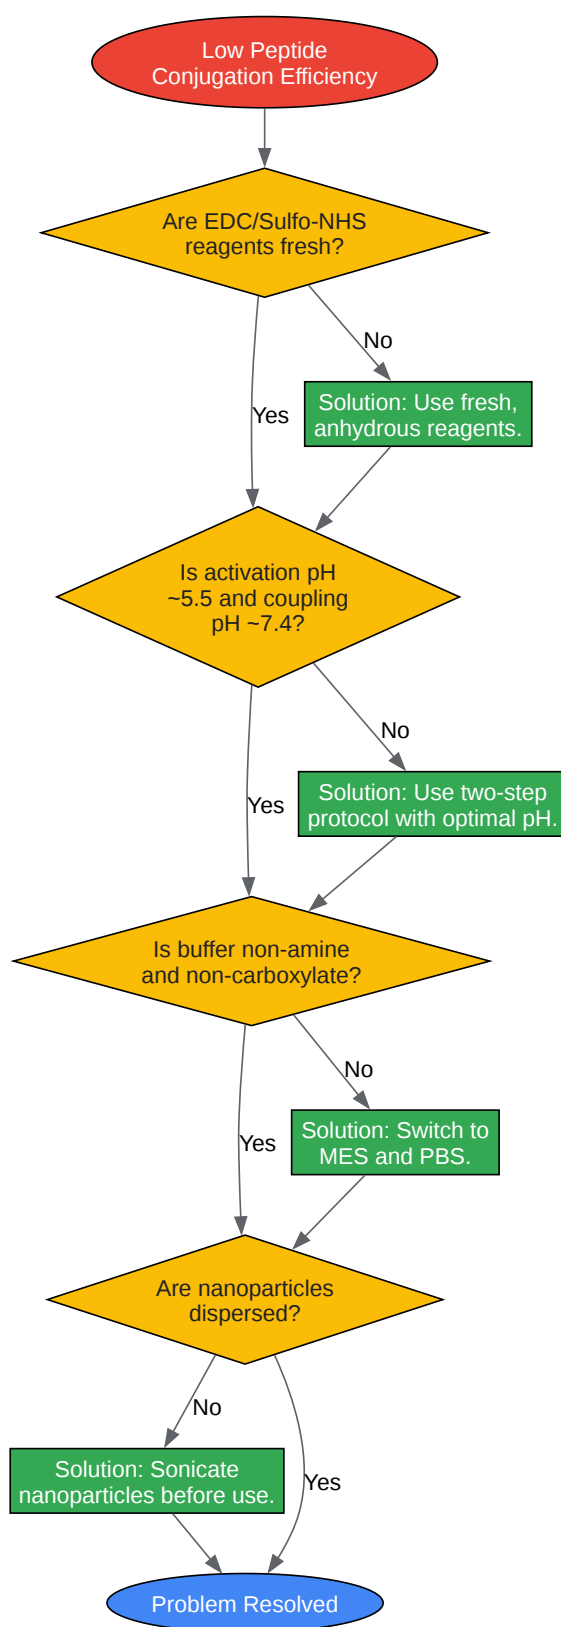 Low Peptide
Conjugation Efficiency
Are EDC/Sulfo-NHS
reagents fresh?
No
Yes
Solution: Use fresh,
anhydrous reagents.
Is activation pH
~5.5 and coupling
pH ~7.4?
No
Yes
Solution: Use two-step
protocol with optimal pH.
Is buffer non-amine
and non-carboxylate?
No
Yes
Solution: Switch to
MES and PBS.
Are nanoparticles
dispersed?
No
Yes
Solution: Sonicate
nanoparticles before use.
Problem Resolved